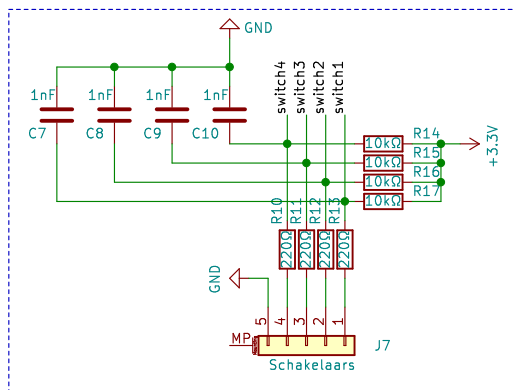 GND
switch4
switch3
switch2
switch1
1nF
1nF
1nF
1nF
C7
C8
C9
C10
R14
10kΩ
R15
10kΩ
R16
10kΩ
R17
10kΩ
+3.3V
R10
R11
R12
R13
220Ω
220Ω
220Ω
220Ω
GND
5
4
3
2
1
MP
J7
Schakelaars